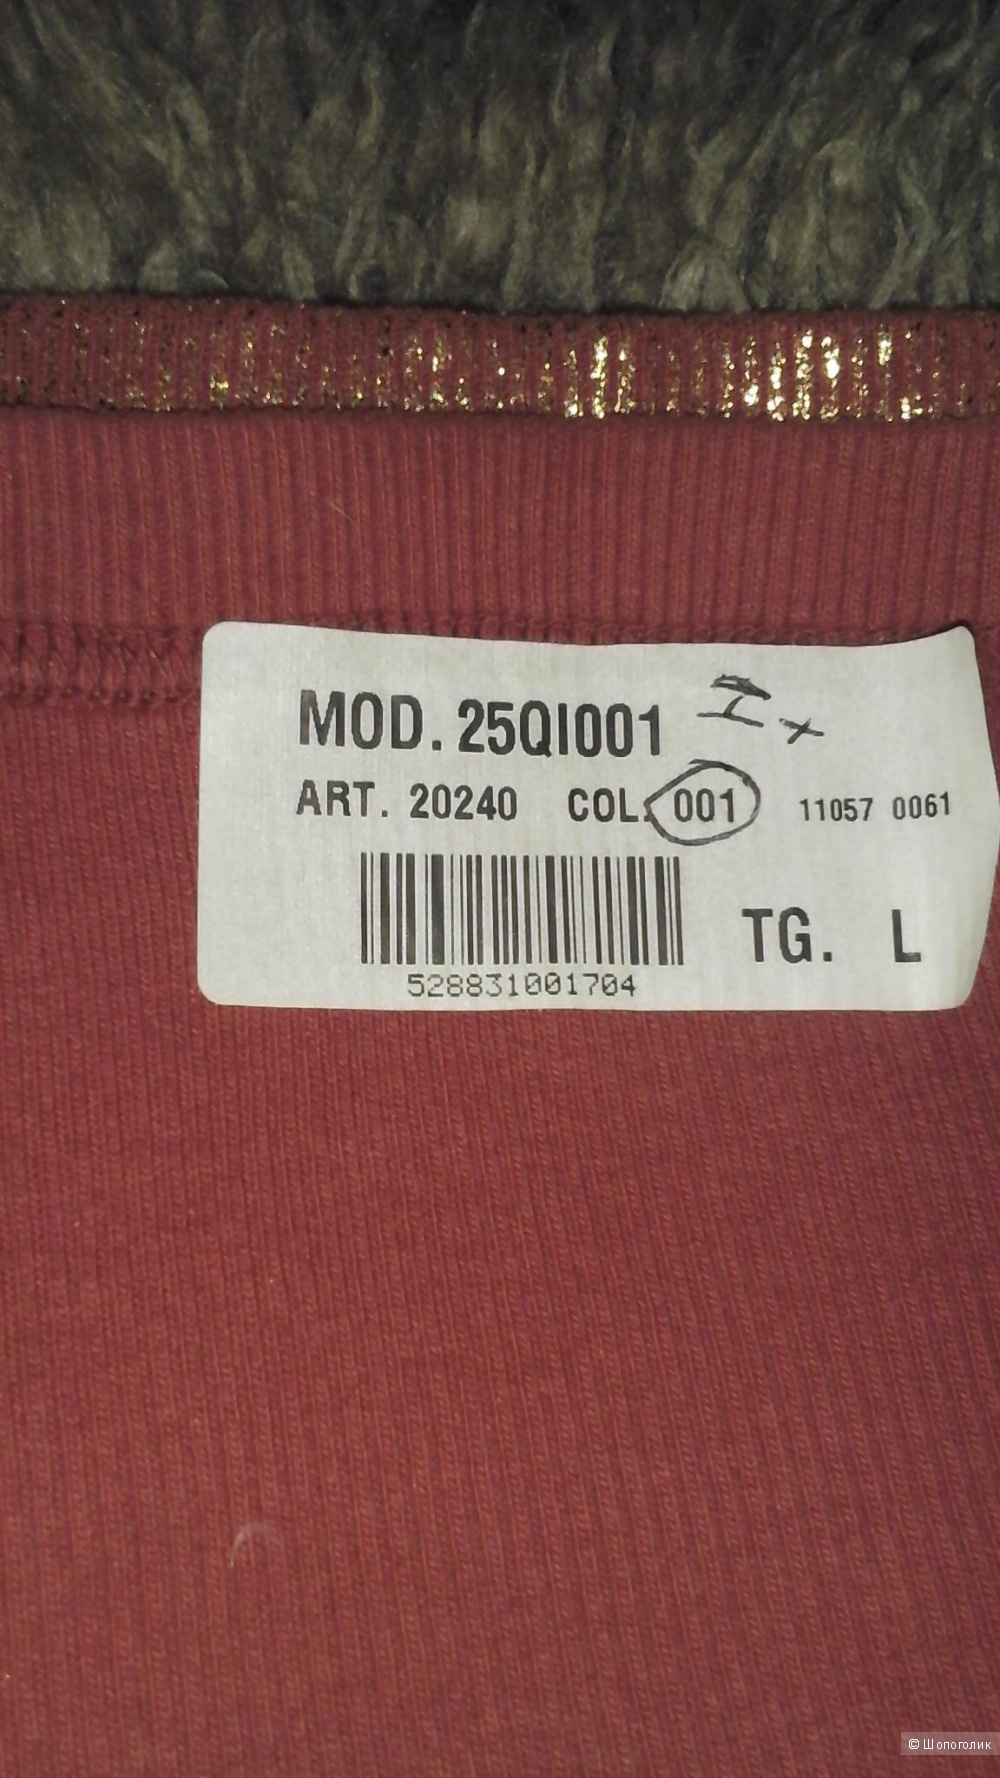 MOD. 25QI001
ART. 20240 COL. 001 11057 0061
TG. L
528831001704
© Шопоголик